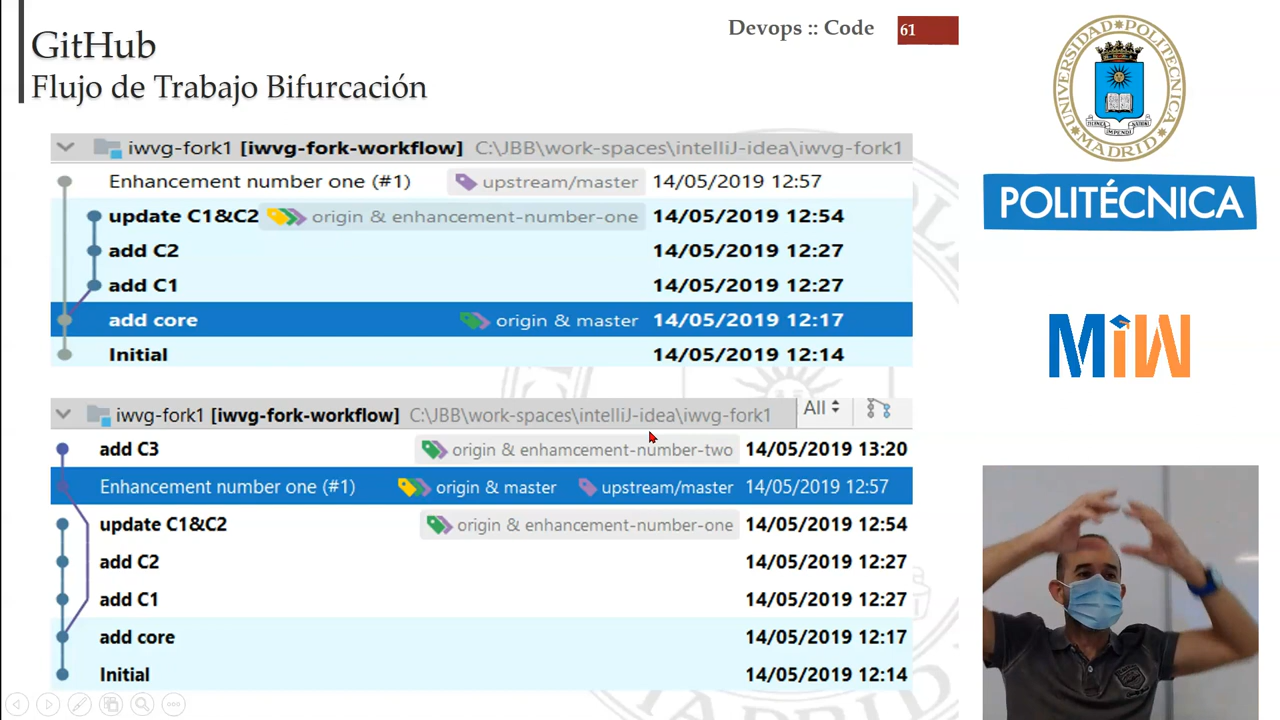 GitHub
Flujo de Trabajo Bifurcación
Devops :: Code 61
iwvg-fork1 [iwvg-fork-workflow] C:\JBB\work-spaces\intelliJ-idea\iwvg-fork1
Enhancement number one (#1) upstream/master 14/05/2019 12:57
update C1&C2 origin & enhancement-number-one 14/05/2019 12:54
add C2 14/05/2019 12:27
add C1 14/05/2019 12:27
add core origin & master 14/05/2019 12:17
Initial 14/05/2019 12:14
iwvg-fork1 [iwvg-fork-workflow] C:\JBB\work-spaces\intelliJ-idea\iwvg-fork1 All
add C3 origin & enhamcement-number-two 14/05/2019 13:20
Enhancement number one (#1) origin & master upstream/master 14/05/2019 12:57
update C1&C2 origin & enhancement-number-one 14/05/2019 12:54
add C2 14/05/2019 12:27
add C1 14/05/2019 12:27
add core 14/05/2019 12:17
Initial 14/05/2019 12:14
UNIVERSIDAD POLITÉCNICA
DE MADRID
POLITÉCNICA
MiW